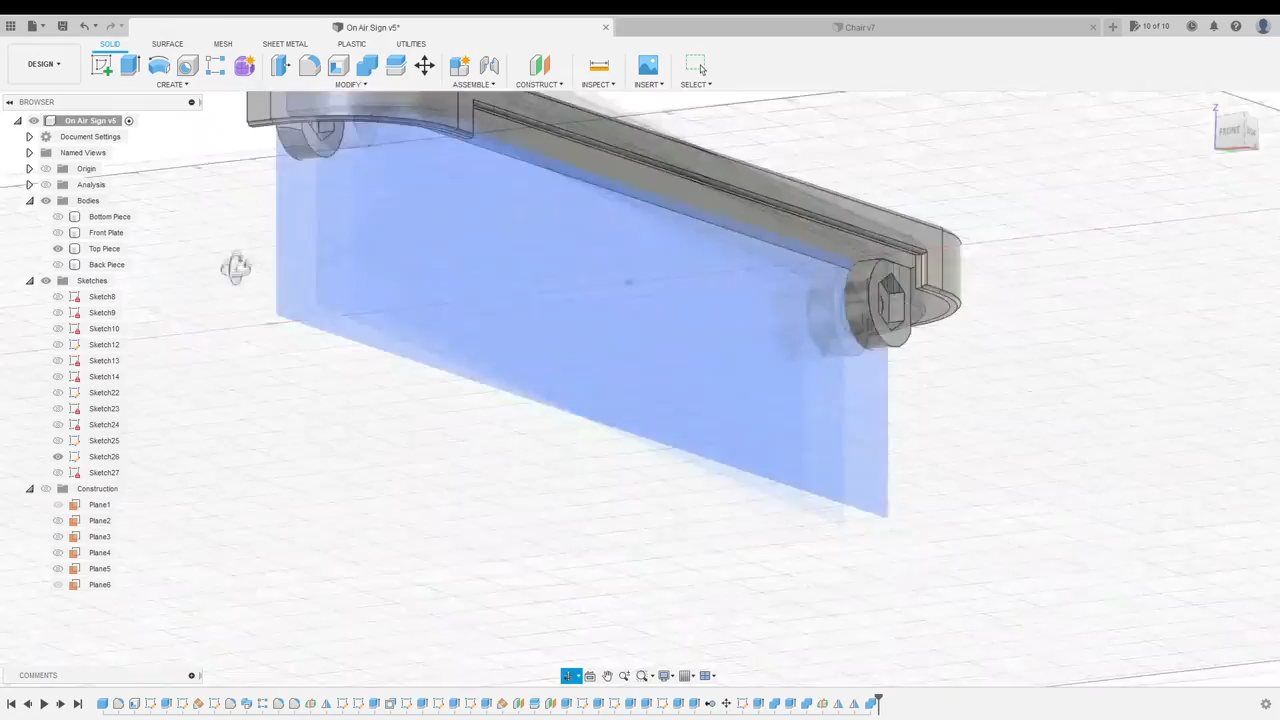 On Air Sign v5*
Chair v7
10 of 10
SOLID
SURFACE
MESH
SHEET METAL
PLASTIC
UTILITIES
DESIGN
CREATE
MODIFY
ASSEMBLE
CONSTRUCT
INSPECT
INSERT
SELECT
BROWSER
On Air Sign v5
Document Settings
Named Views
Origin
Analysis
Bodies
Bottom Piece
Front Plate
Top Piece
Back Piece
Sketches
Sketch8
Sketch9
Sketch10
Sketch12
Sketch13
Sketch14
Sketch22
Sketch23
Sketch24
Sketch25
Sketch26
Sketch27
Construction
Plane1
Plane2
Plane3
Plane4
Plane5
Plane6
Z
FRONT
COMMENTS